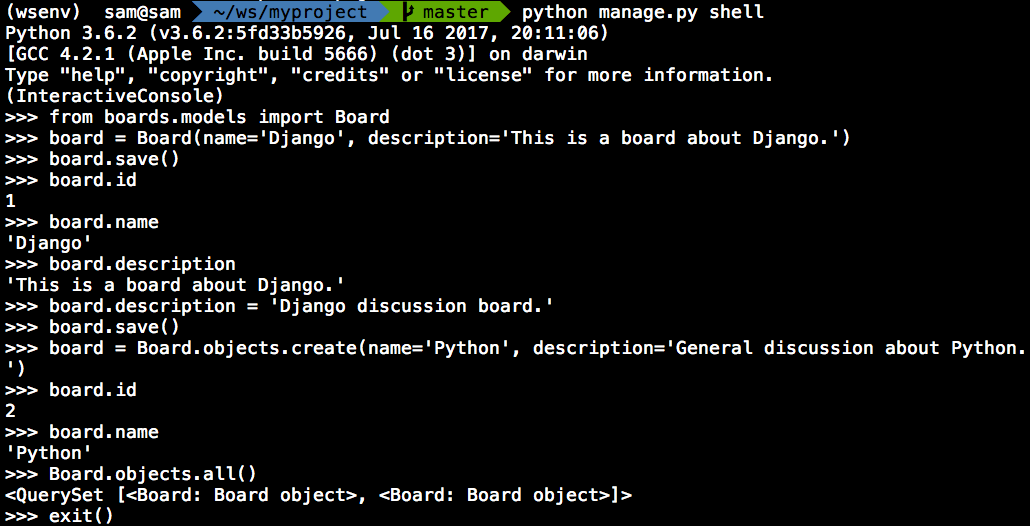 (wsenv)  sam@sam  ~/ws/myproject  master  python manage.py shell
Python 3.6.2 (v3.6.2:5fd33b5926, Jul 16 2017, 20:11:06)
[GCC 4.2.1 (Apple Inc. build 5666) (dot 3)] on darwin
Type "help", "copyright", "credits" or "license" for more information.
(InteractiveConsole)
>>> from boards.models import Board
>>> board = Board(name='Django', description='This is a board about Django.')
>>> board.save()
>>> board.id
1
>>> board.name
'Django'
>>> board.description
'This is a board about Django.'
>>> board.description = 'Django discussion board.'
>>> board.save()
>>> board = Board.objects.create(name='Python', description='General discussion about Python.
')
>>> board.id
2
>>> board.name
'Python'
>>> Board.objects.all()
<QuerySet [<Board: Board object>, <Board: Board object>]>
>>> exit()